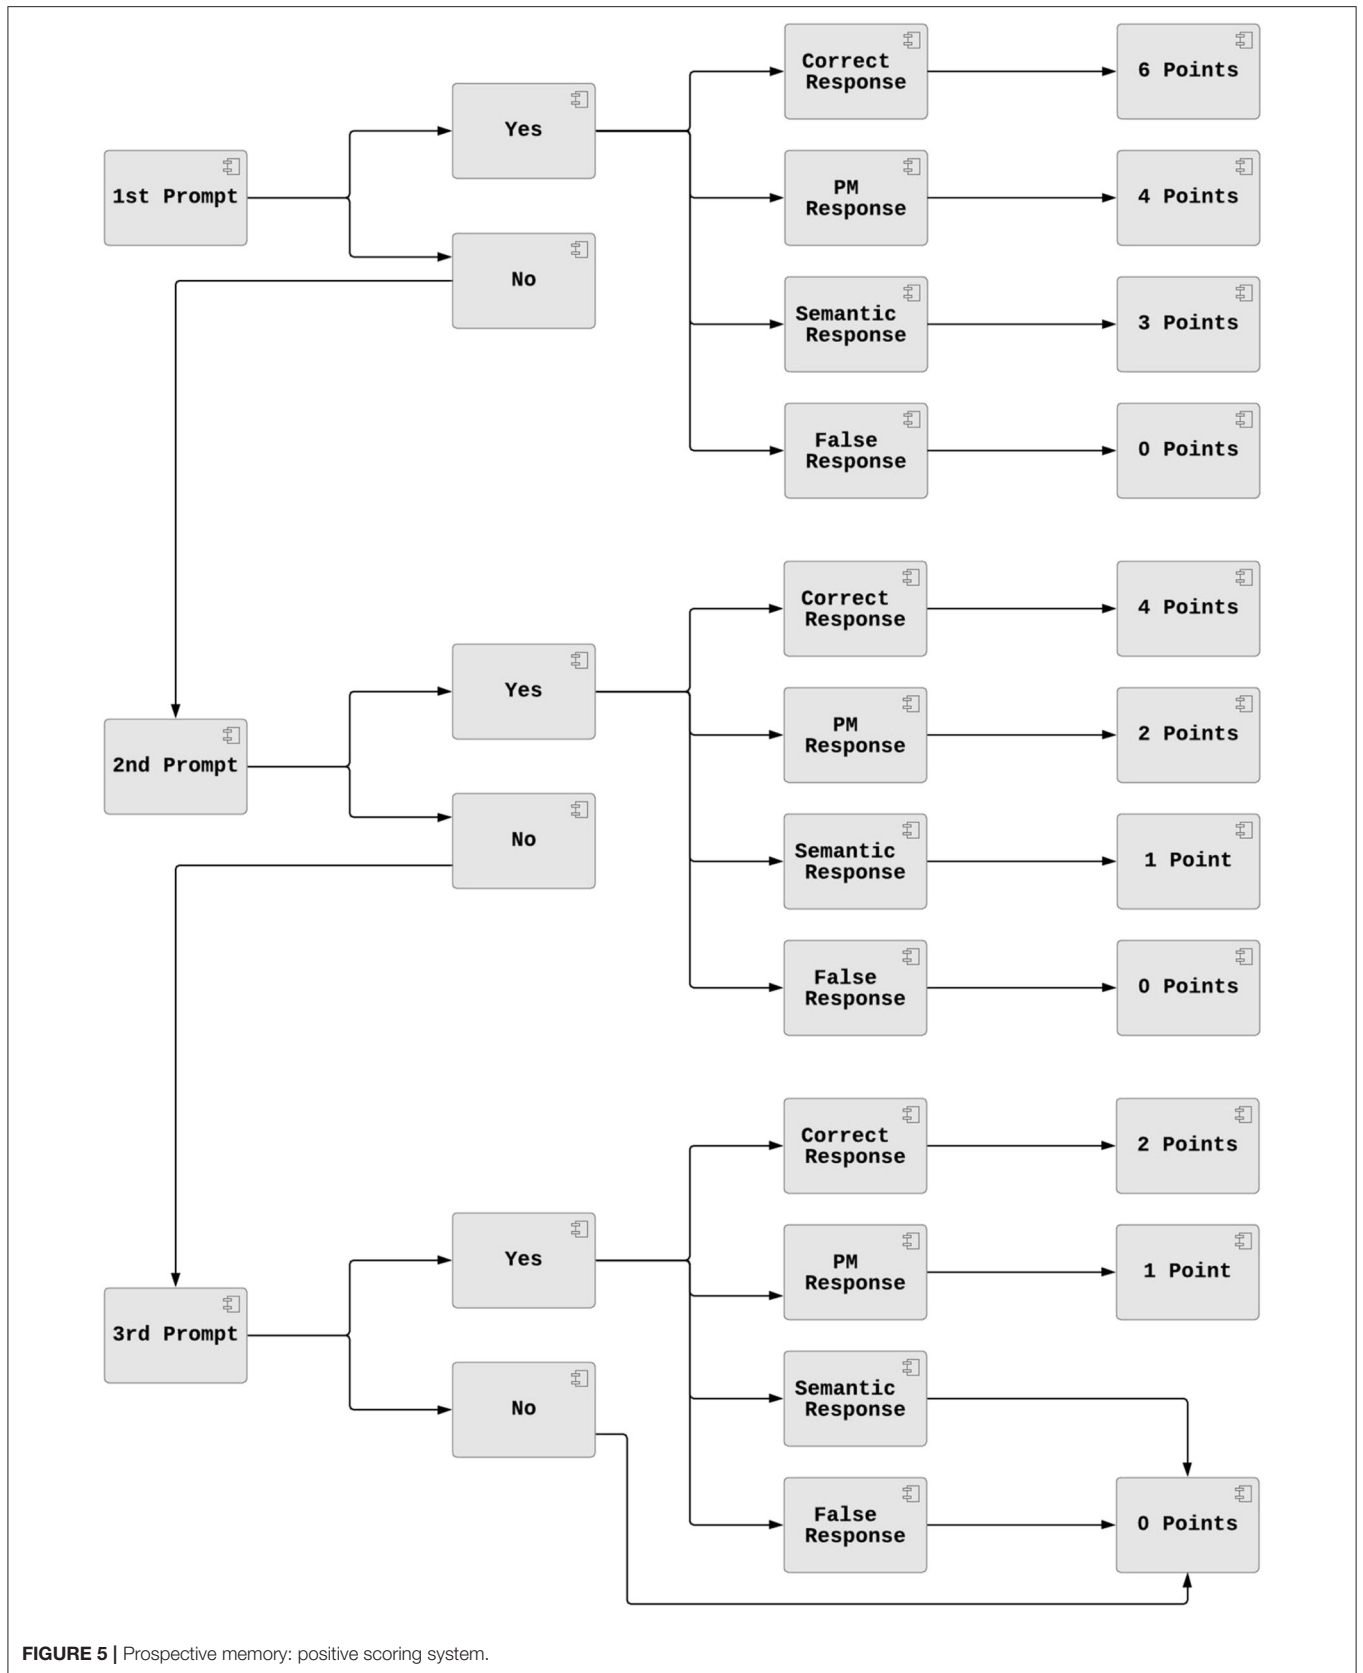 Correct
Response
6 Points
Yes
1st Prompt
PM
Response
4 Points
No
Semantic
Response
3 Points
False
Response
0 Points
Correct
Response
4 Points
Yes
PM
Response
2 Points
2nd Prompt
No
Semantic
Response
1 Point
False
Response
0 Points
Correct
Response
2 Points
Yes
PM
Response
1 Point
3rd Prompt
No
Semantic
Response
False
Response
0 Points
FIGURE 5 | Prospective memory: positive scoring system.